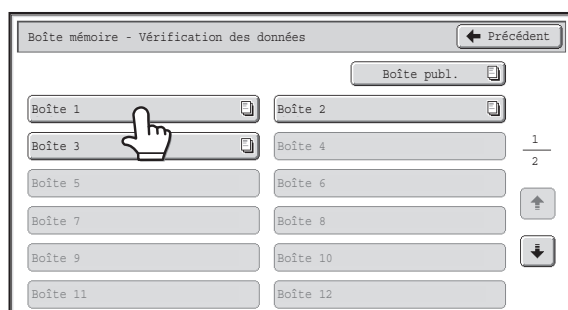 Boîte mémoire - Vérification des données
Précédent
Boîte publ.
Boîte 1
Boîte 2
Boîte 3
Boîte 4
1
2
Boîte 5
Boîte 6
Boîte 7
Boîte 8
Boîte 9
Boîte 10
Boîte 11
Boîte 12